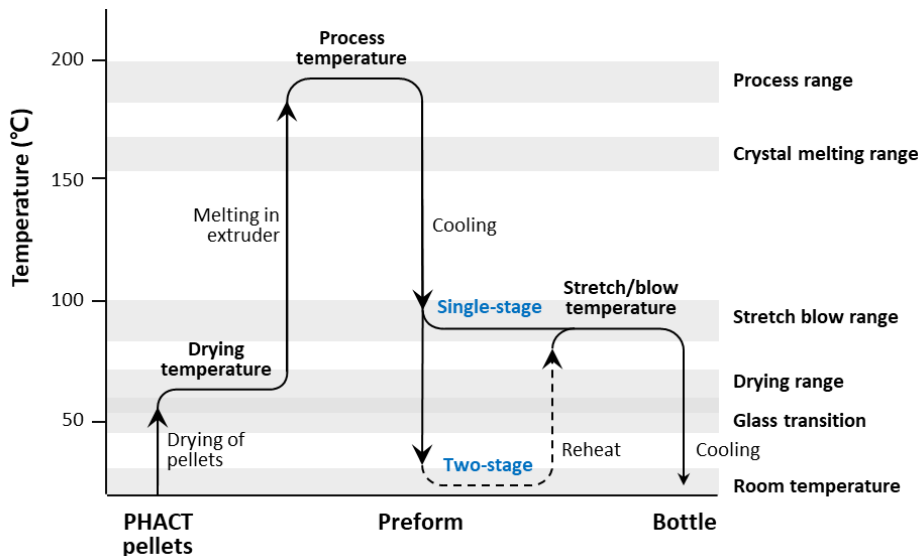 Temperature (℃)
200
150
100
50
Process
temperature
Process range
Crystal melting range
Melting in
extruder
Cooling
Single-stage
Stretch/blow
temperature
Stretch blow range
Drying
temperature
Drying range
Glass transition
Drying of
pellets
Two-stage
Reheat
Cooling
Room temperature
PHACT
pellets
Preform
Bottle